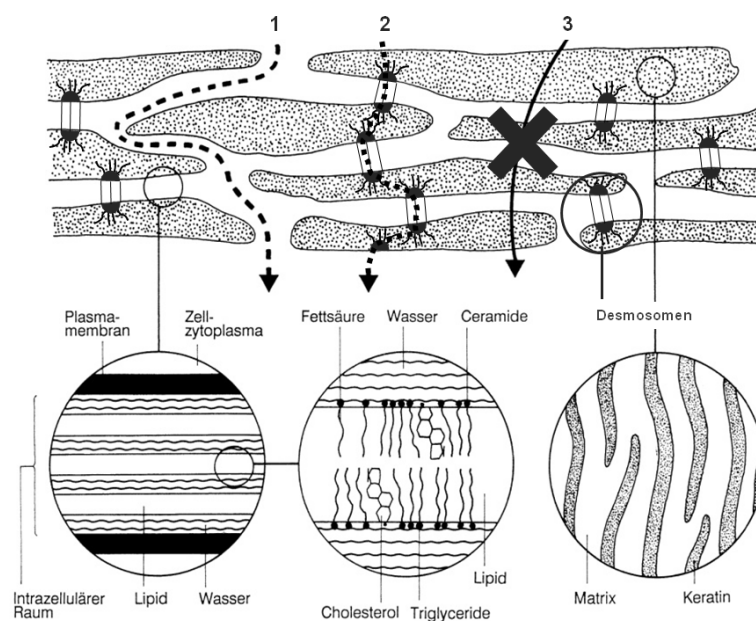 1
2
3
Plasma-
membran
Zell-
zytoplasma
Fettsäure
Wasser
Ceramide
Desmosomen
Intrazellulärer
Raum
Lipid
Wasser
Cholesterol
Triglyceride
Lipid
Matrix
Keratin